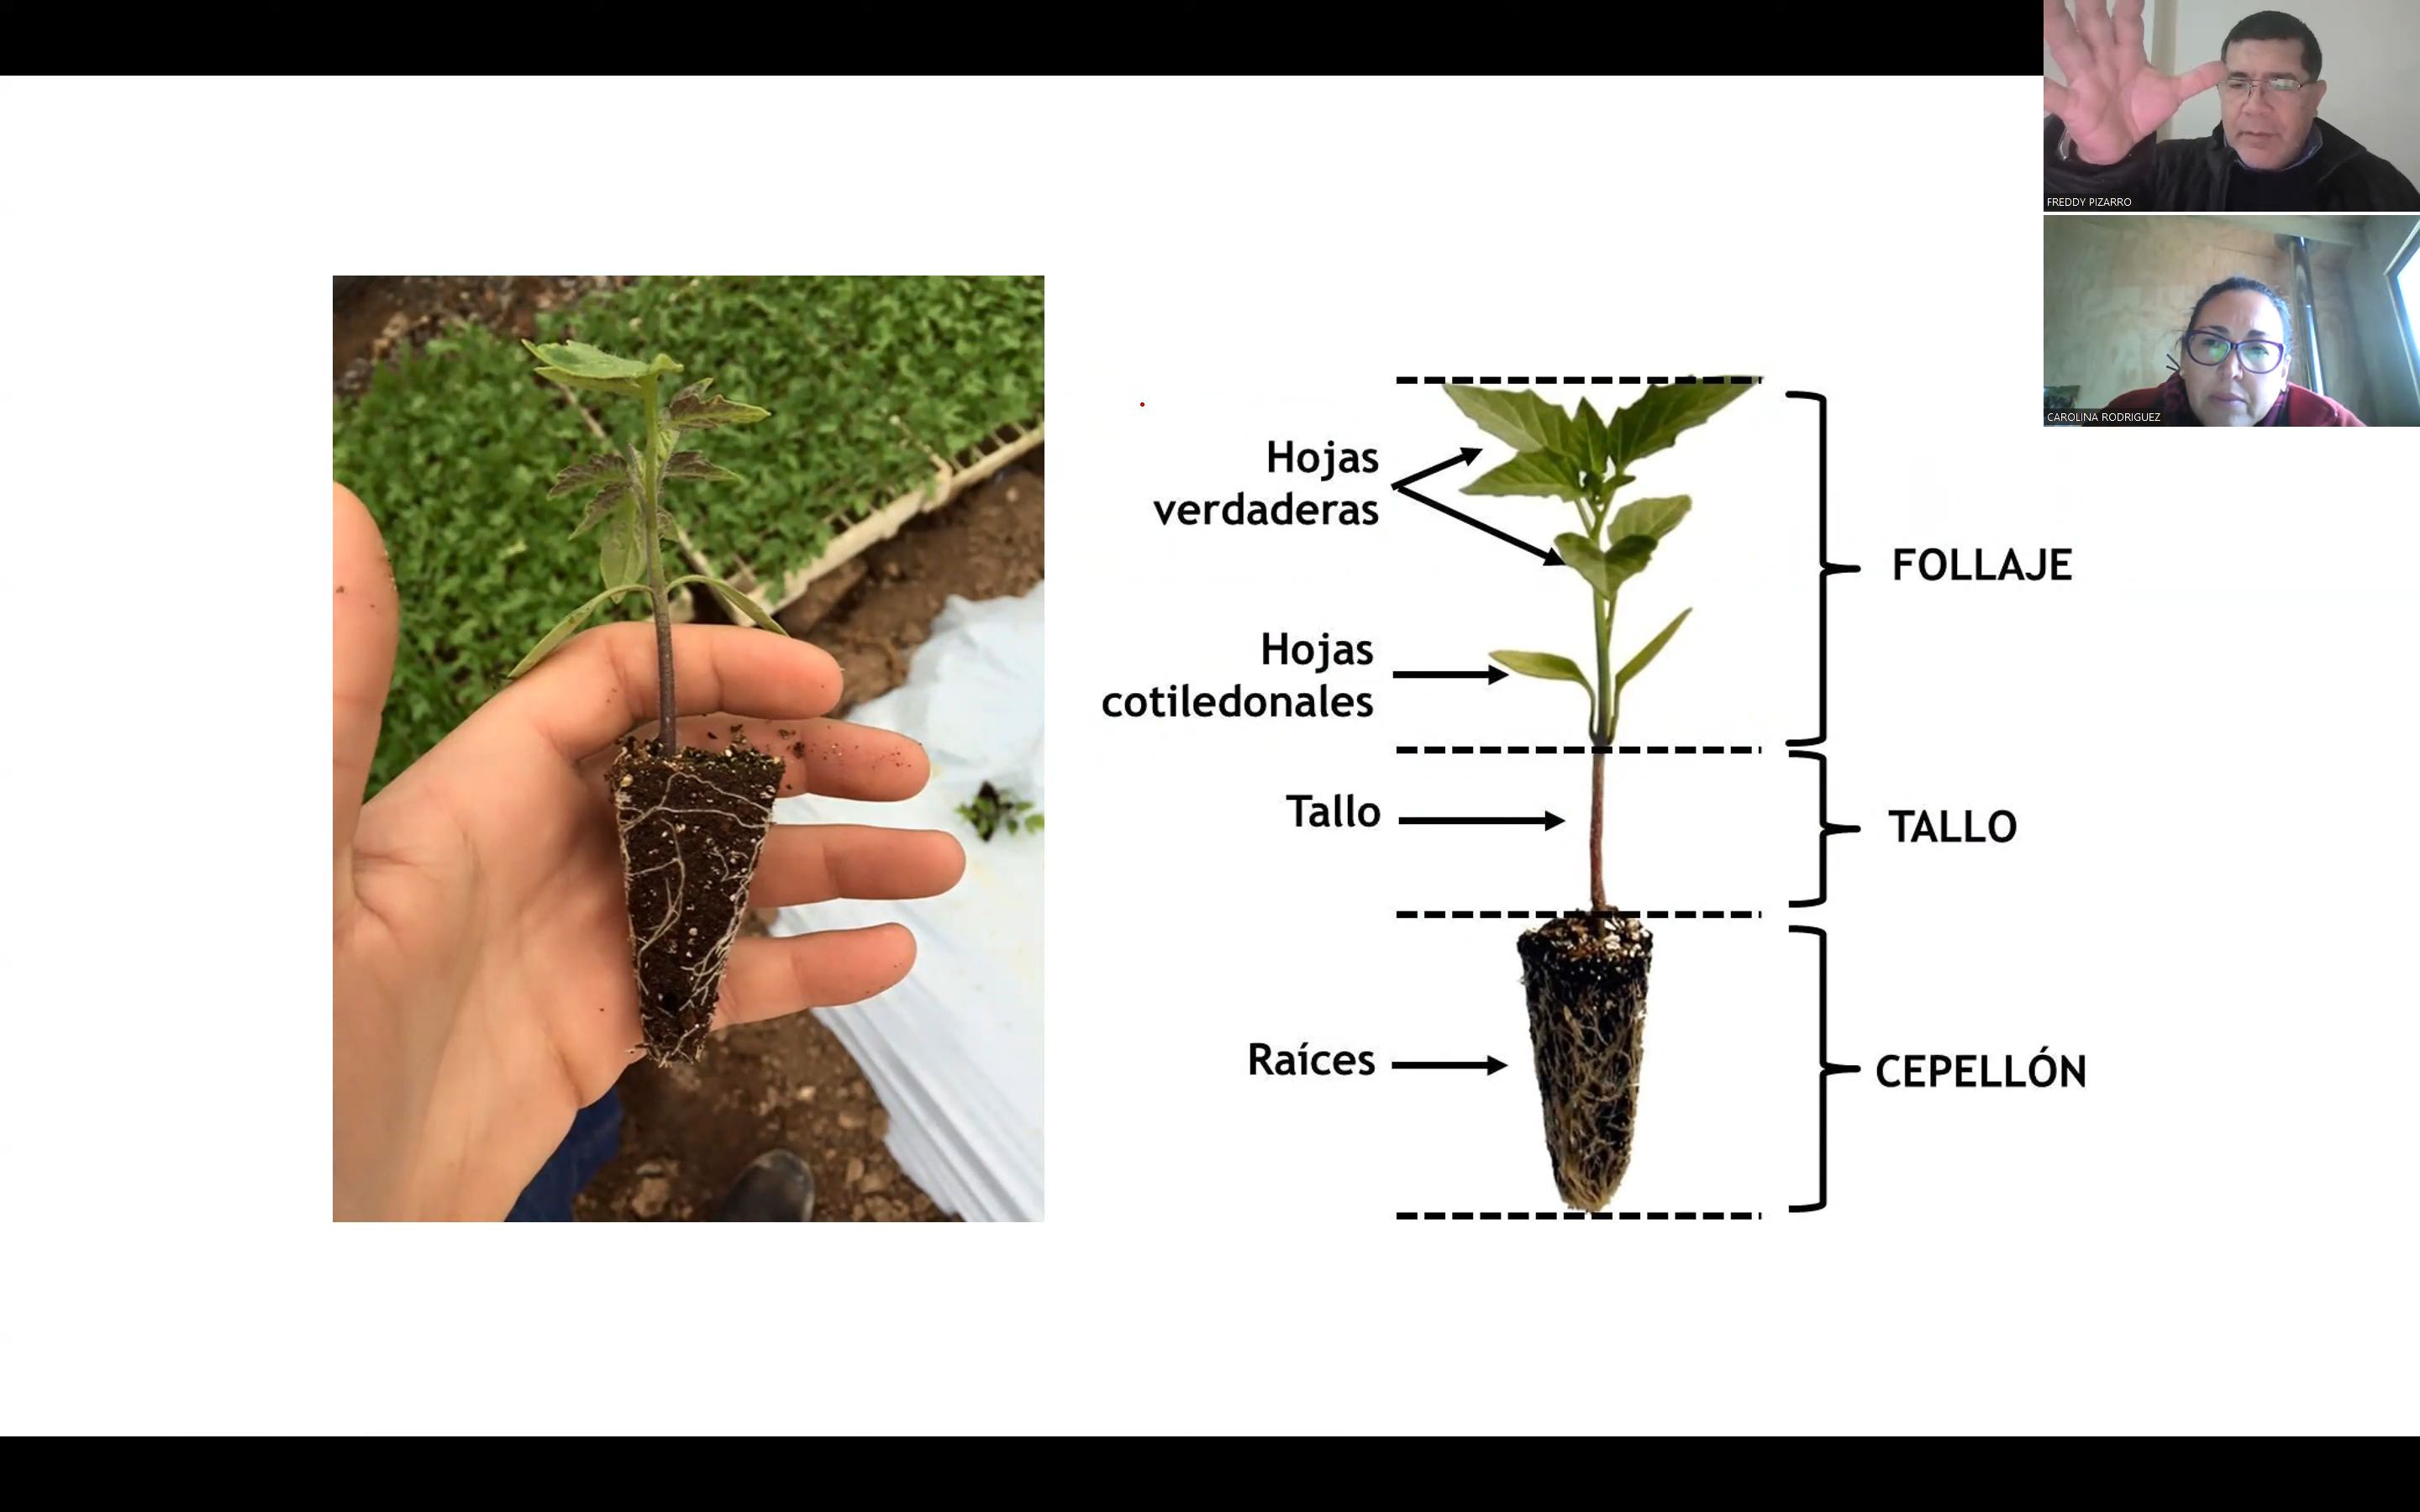 FREDDY PIZARRO
CAROLINA RODRIGUEZ
Hojas
verdaderas
FOLLAJE
Hojas
cotiledonales
Tallo
TALLO
Raíces
CEPELLÓN